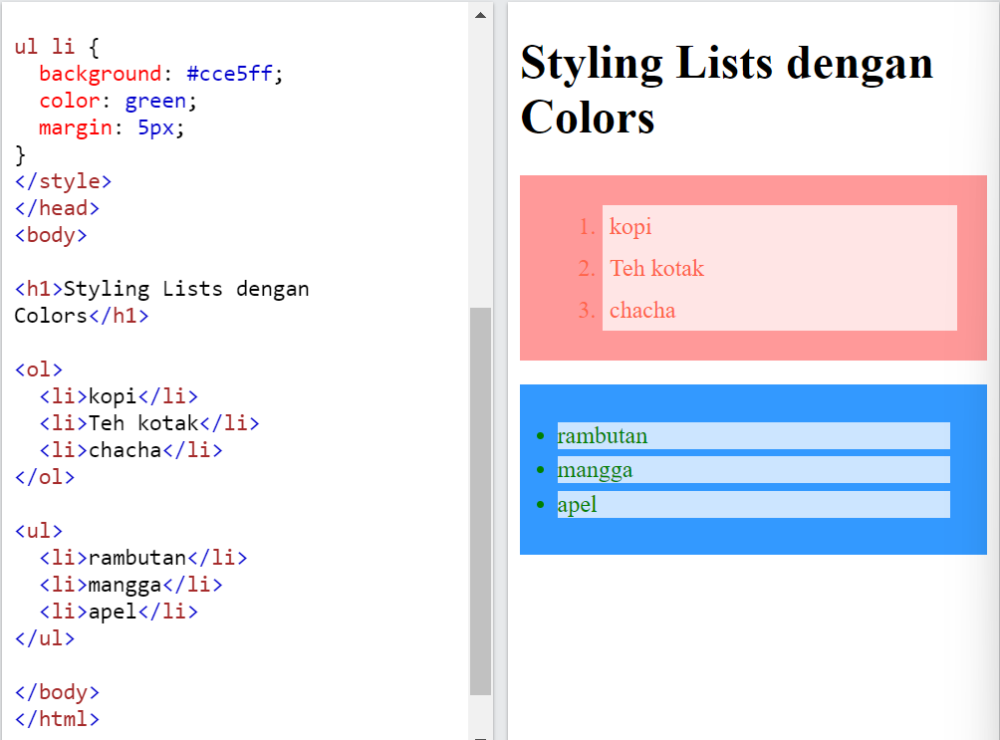 ul li {
  background: #cce5ff;
  color: green;
  margin: 5px;
}
</style>
</head>
<body>

<h1>Styling Lists dengan
Colors</h1>

<ol>
  <li>kopi</li>
  <li>Teh kotak</li>
  <li>chacha</li>
</ol>

<ul>
  <li>rambutan</li>
  <li>mangga</li>
  <li>apel</li>
</ul>

</body>
</html>

Styling Lists dengan
Colors
1. kopi
2. Teh kotak
3. chacha
• rambutan
• mangga
• apel